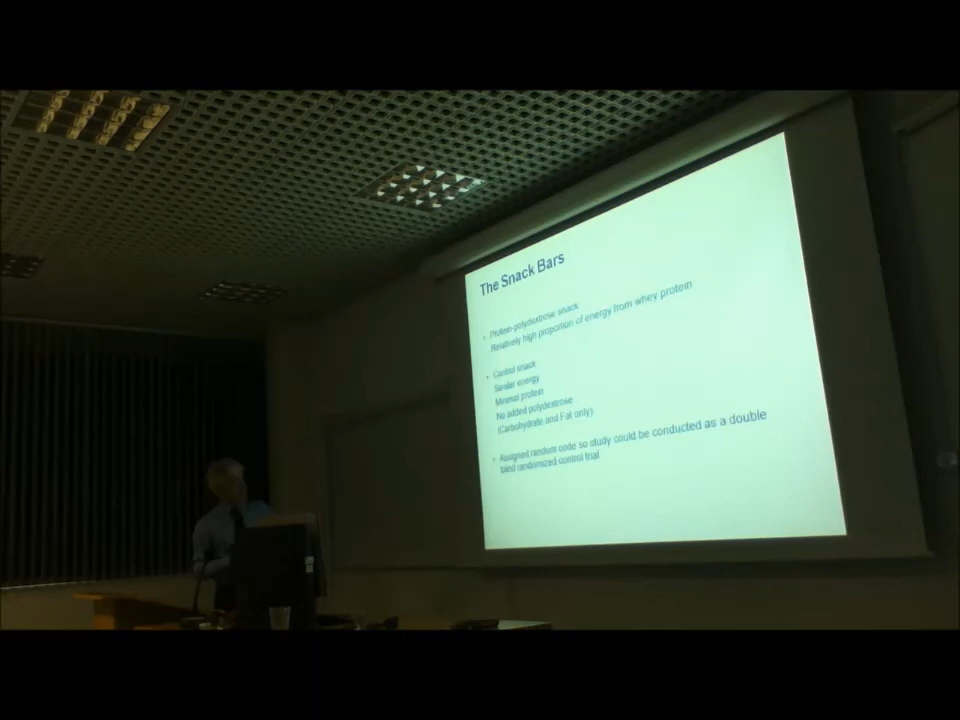 The Snack Bars
• Protein-polydextrose snack
Relatively high proportion of energy from whey protein
• Control snack
Similar energy
Minimal protein
No added polydextrose
(Carbohydrate and Fat only)
• Assigned random code so study could be conducted as a double
blind randomized control trial